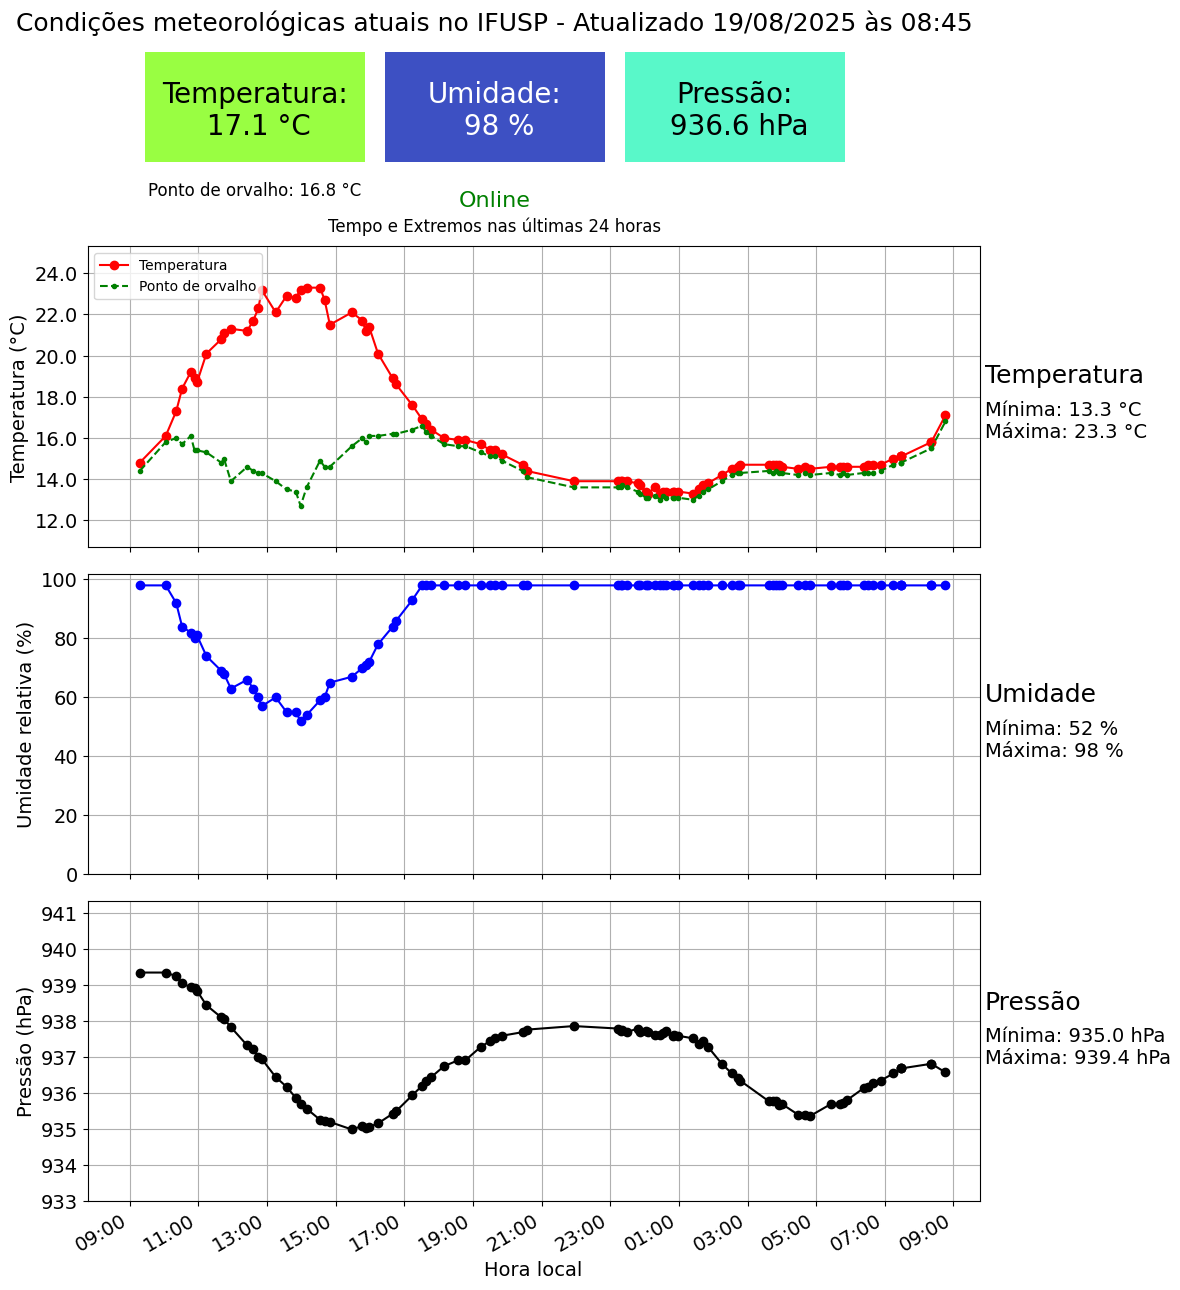 Condições meteorológicas atuais no IFUSP - Atualizado 19/08/2025 às 08:45
Temperatura:
17.1 °C
Umidade:
98 %
Pressão:
936.6 hPa
Ponto de orvalho: 16.8 °C
Online
Tempo e Extremos nas últimas 24 horas
Temperatura
Ponto de orvalho
Temperatura (°C)
24.0
22.0
20.0
18.0
16.0
14.0
12.0
Temperatura
Mínima: 13.3 °C
Máxima: 23.3 °C
Umidade relativa (%)
100
80
60
40
20
0
Umidade
Mínima: 52 %
Máxima: 98 %
Pressão (hPa)
941
940
939
938
937
936
935
934
933
Pressão
Mínima: 935.0 hPa
Máxima: 939.4 hPa
09:00
11:00
13:00
15:00
17:00
19:00
21:00
23:00
01:00
03:00
05:00
07:00
09:00
Hora local